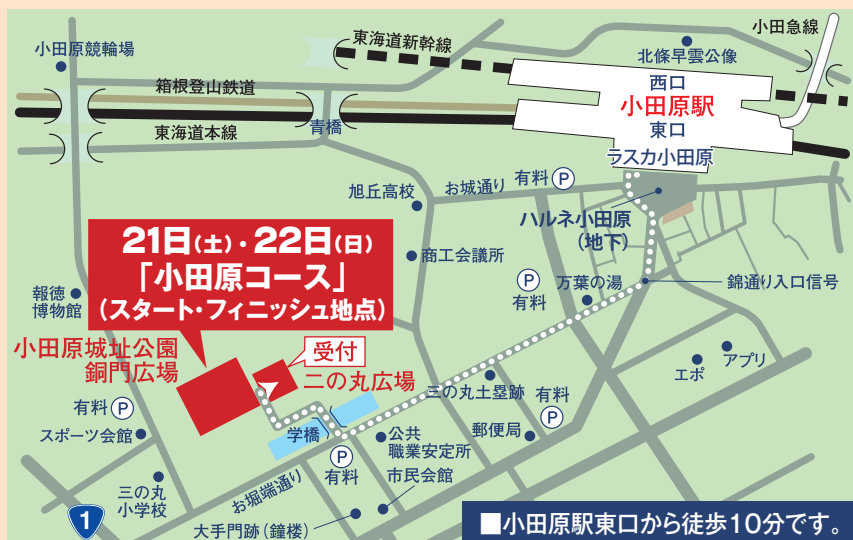 小田原競輪場
東海道新幹線
小田急線
北條早雲公像
箱根登山鉄道
西口
小田原駅
東口
東海道本線
青橋
ラスカ小田原
旭丘高校
お城通り
有料 P
ハルネ小田原
(地下)
21日(土)・22日(日)
「小田原コース」
(スタート・フィニッシュ地点)
商工会議所
P
有料
万葉の湯
錦通り入口信号
報徳
博物館
小田原城址公園
銅門広場
受付
二の丸広場
エポ
アプリ
三の丸土塁跡
有料
P
有料 P
スポーツ会館
学橋
公共
職業安定所
郵便局
P
有料
市民会館
三の丸
小学校
お堀端通り
大手門跡(鐘楼)
1
■小田原駅東口から徒歩10分です。